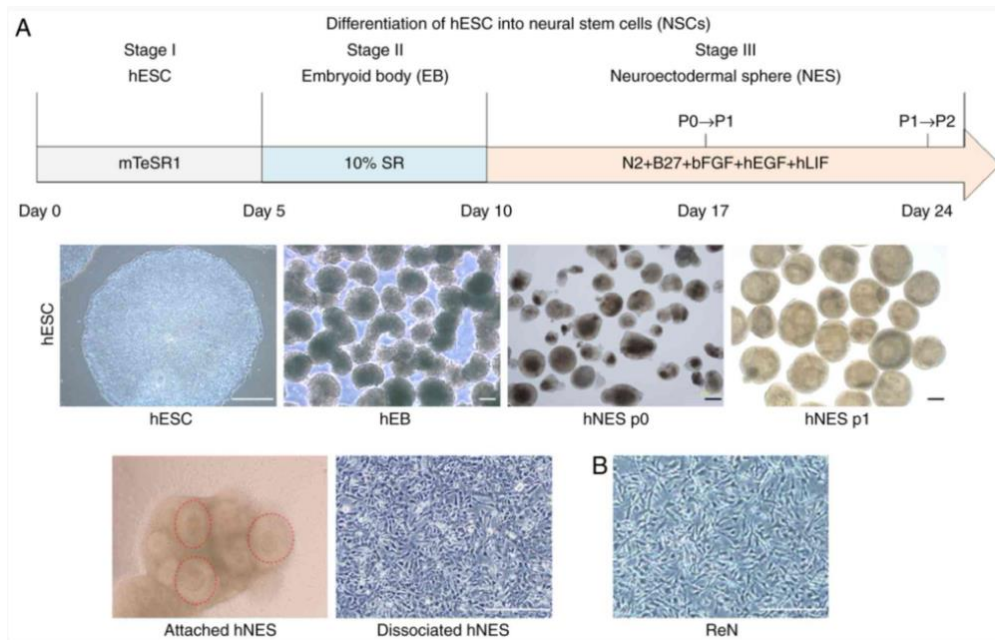 A
Differentiation of hESC into neural stem cells (NSCs)
Stage I
Stage II
Stage III
hESC
Embryoid body (EB)
Neuroectodermal sphere (NES)
P0→P1
P1→P2
mTeSR1
10% SR
N2+B27+bFGF+hEGF+hLIF
Day 0
Day 5
Day 10
Day 17
Day 24
hESC
hESC
hEB
hNES p0
hNES p1
B
Attached hNES
Dissociated hNES
ReN